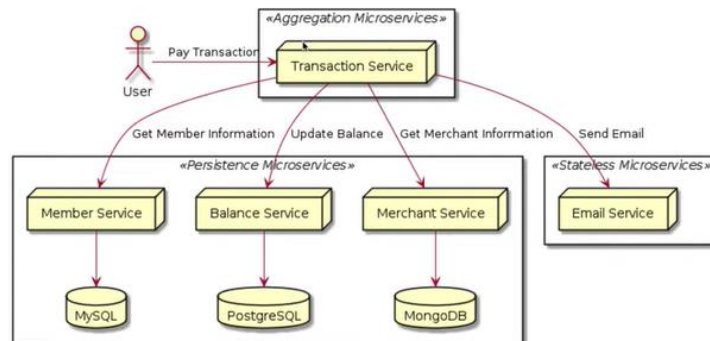 «Aggregation Microservices»
Pay Transaction
Transaction Service
User
Get Member Information
Update Balance
Get Merchant Inforrmation
Send Email
«Persistence Microservices»
«Stateless Microservices»
Member Service
Balance Service
Merchant Service
Email Service
MySQL
PostgreSQL
MongoDB